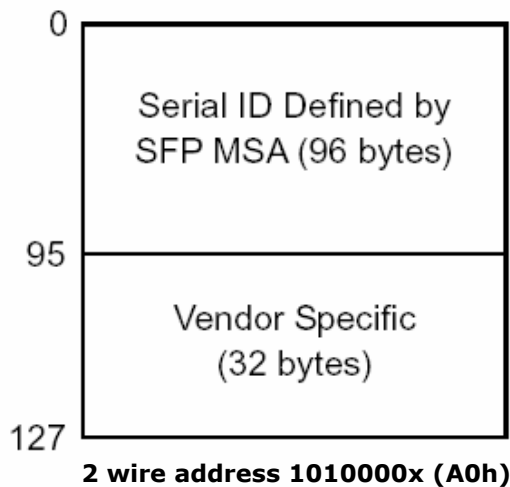 0
Serial ID Defined by
SFP MSA (96 bytes)
95
Vendor Specific
(32 bytes)
127
2 wire address 1010000x (A0h)